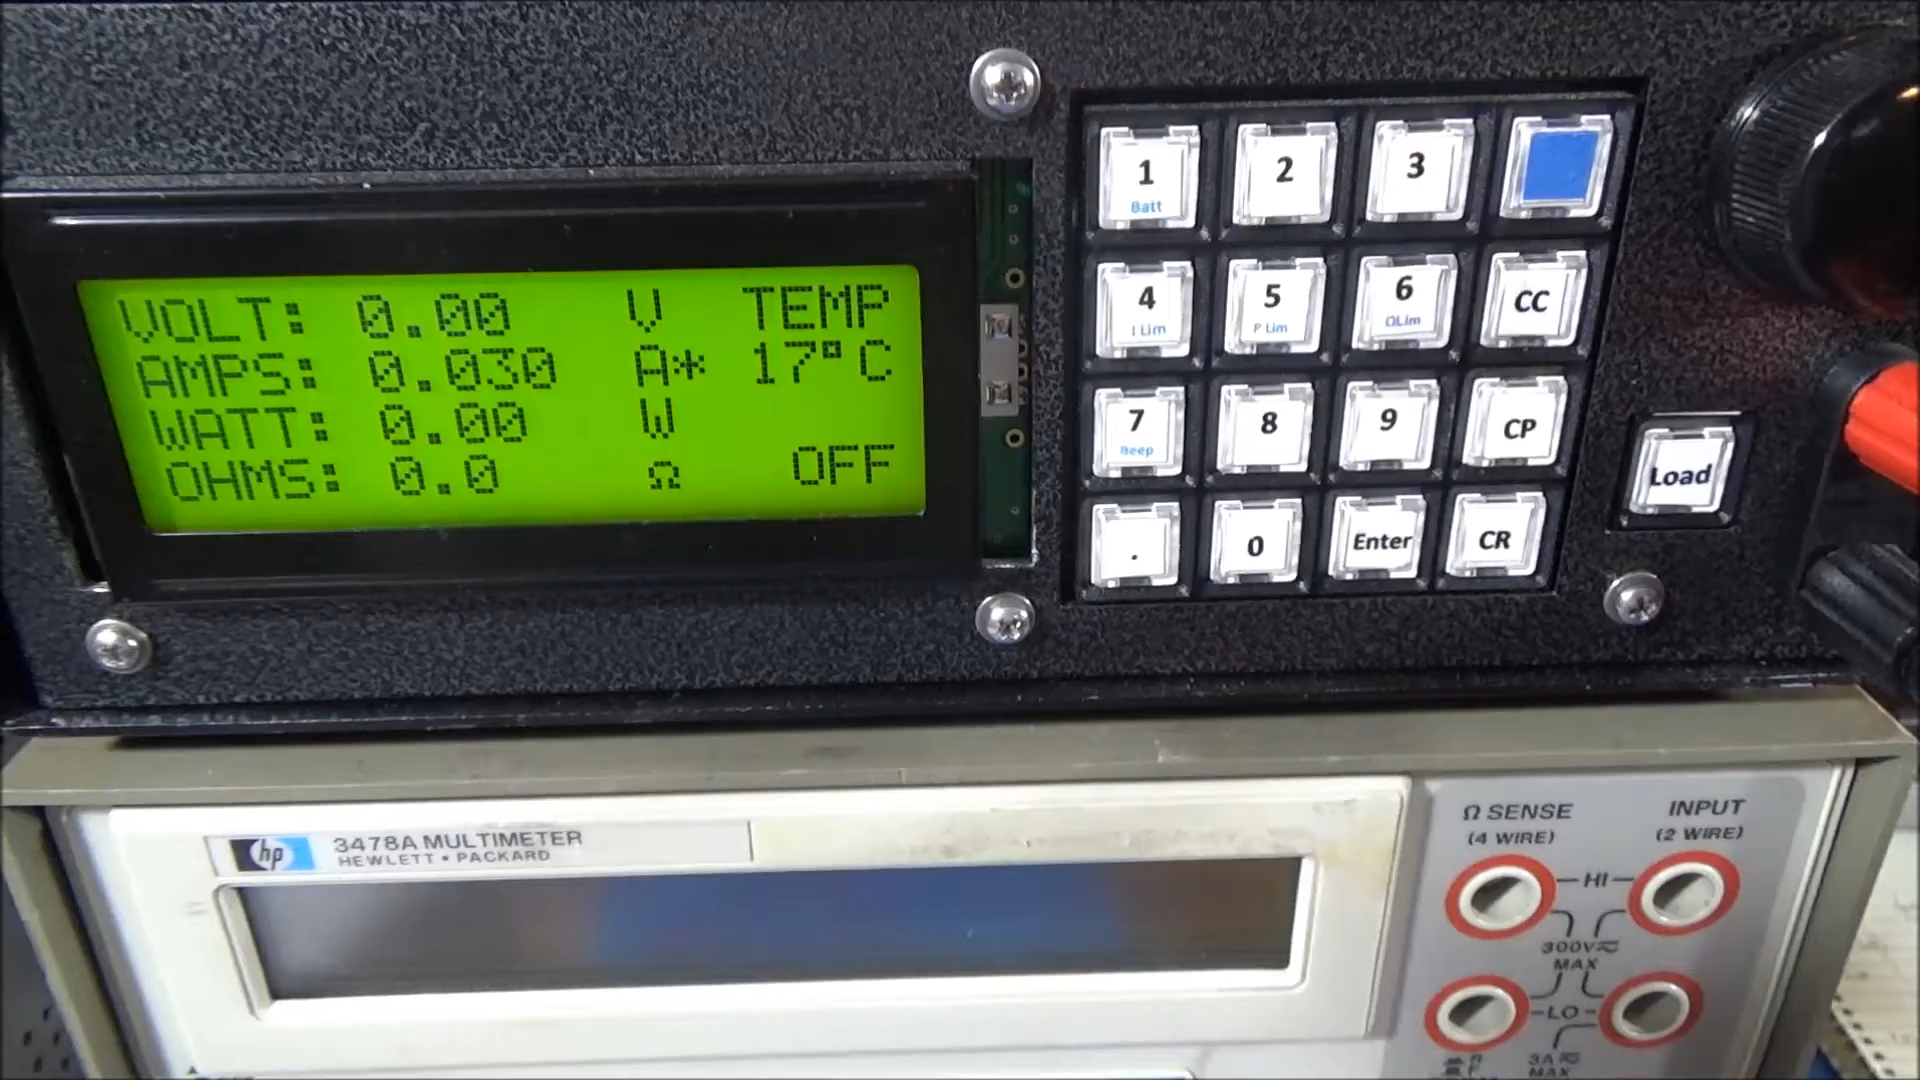 VOLT: 0.00 V TEMP
AMPS: 0.030 A* 17°C
WATT: 0.00 W
OHMS: 0.0 Ω OFF
1 2 3
Batt
4 5 6 CC
I Lim P Lim ΩLim
7 8 9 CP
Beep
. 0 Enter CR
Load
hp 3478A MULTIMETER
HEWLETT • PACKARD
Ω SENSE INPUT
(4 WIRE) (2 WIRE)
HI
300V
MAX
LO
3A
MAX